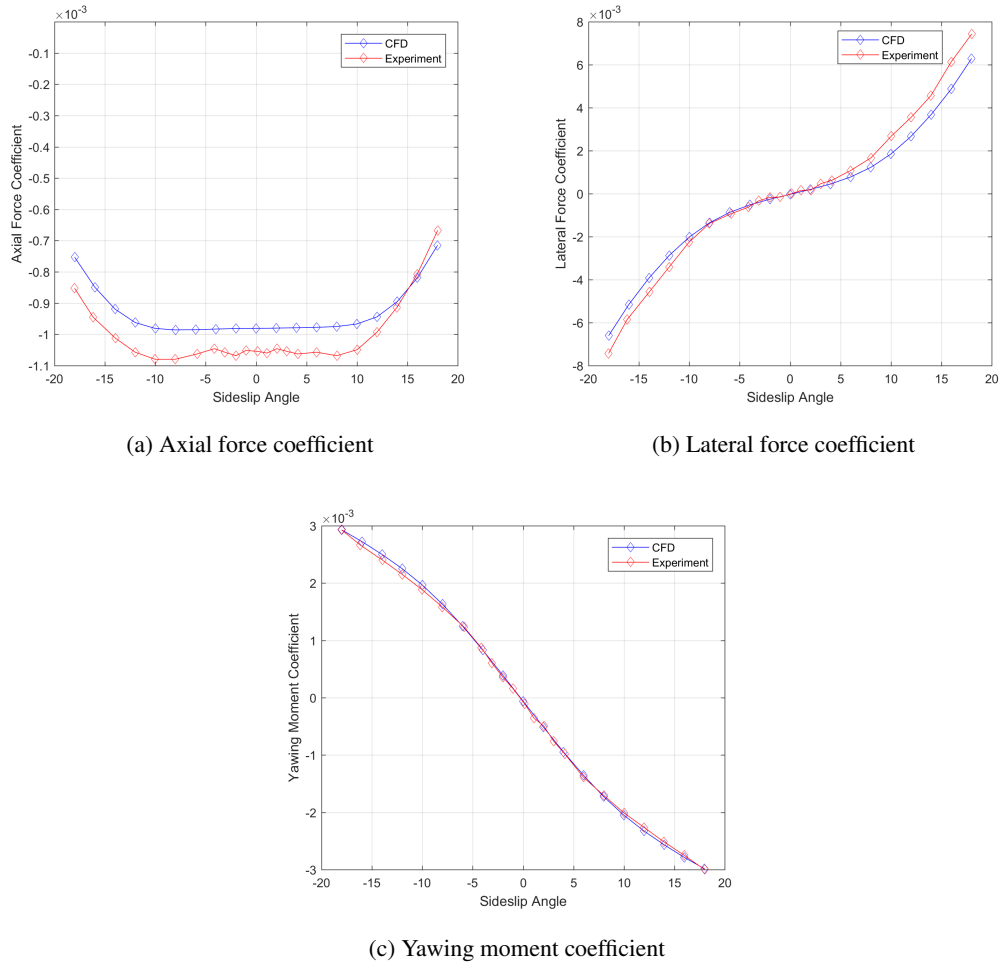 ×10⁻³
-0.1
-0.2
-0.3
-0.4
-0.5
-0.6
-0.7
-0.8
-0.9
-1
-1.1
Axial Force Coefficient
CFD
Experiment
-20 -15 -10 -5 0 5 10 15 20
Sideslip Angle
(a) Axial force coefficient
×10⁻³
8
6
4
2
0
-2
-4
-6
-8
Lateral Force Coefficient
CFD
Experiment
-20 -15 -10 -5 0 5 10 15 20
Sideslip Angle
(b) Lateral force coefficient
×10⁻³
3
2
1
0
-1
-2
-3
Yawing Moment Coefficient
CFD
Experiment
-20 -15 -10 -5 0 5 10 15 20
Sideslip Angle
(c) Yawing moment coefficient